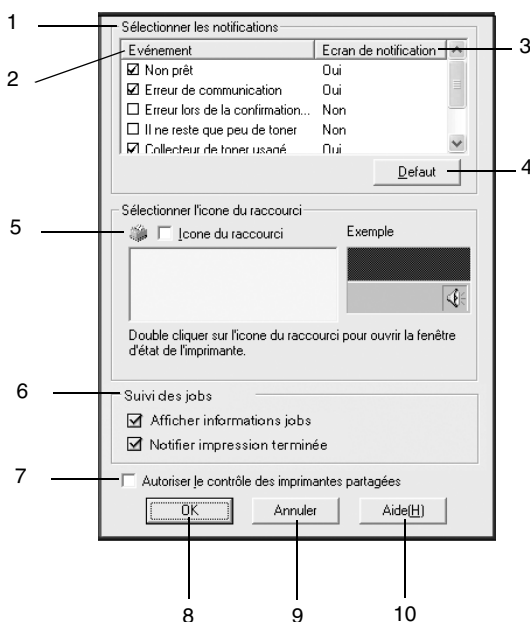 1 Sélectionner les notifications
2 Evénement Ecran de notification 3
Non prêt Oui
Erreur de communication Oui
Erreur lors de la confirmation... Non
Il ne reste que peu de toner Non
Collecteur de toner usagé Oui
Defaut 4
Sélectionner l'icone du raccourci
5 Icone du raccourci Exemple
Double cliquer sur l'icone du raccourci pour ouvrir la fenêtre
d'état de l'imprimante.
6 Suivi des jobs
Afficher informations jobs
Notifier impression terminée
7 Autoriser le contrôle des imprimantes partagées
OK Annuler Aide(H)
8 9 10